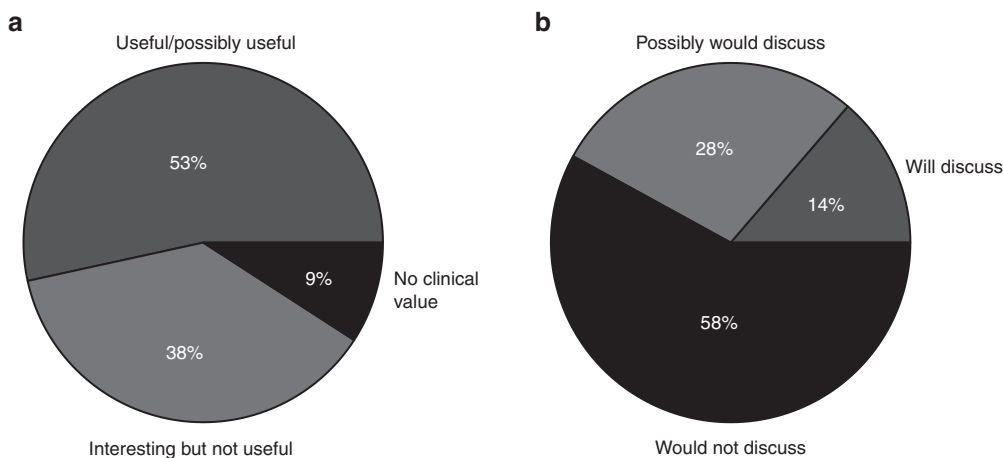 a
Useful/possibly useful
53%
9%
No clinical
value
38%
Interesting but not useful
b
Possibly would discuss
28%
Will discuss
14%
58%
Would not discuss